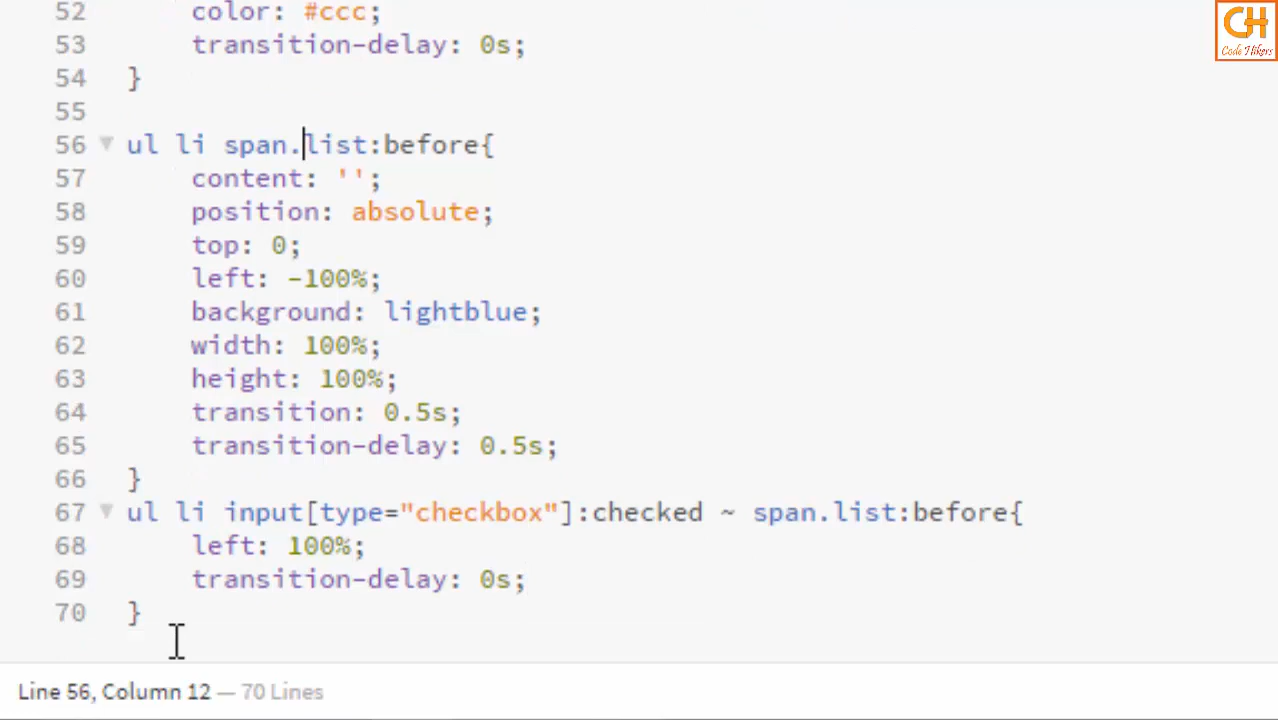 CH
Code Hikers
52 color: #ccc;
53 transition-delay: 0s;
54 }
55
56 ul li span.list:before{
57 content: '';
58 position: absolute;
59 top: 0;
60 left: -100%;
61 background: lightblue;
62 width: 100%;
63 height: 100%;
64 transition: 0.5s;
65 transition-delay: 0.5s;
66 }
67 ul li input[type="checkbox"]:checked ~ span.list:before{
68 left: 100%;
69 transition-delay: 0s;
70 }
Line 56, Column 12 — 70 Lines